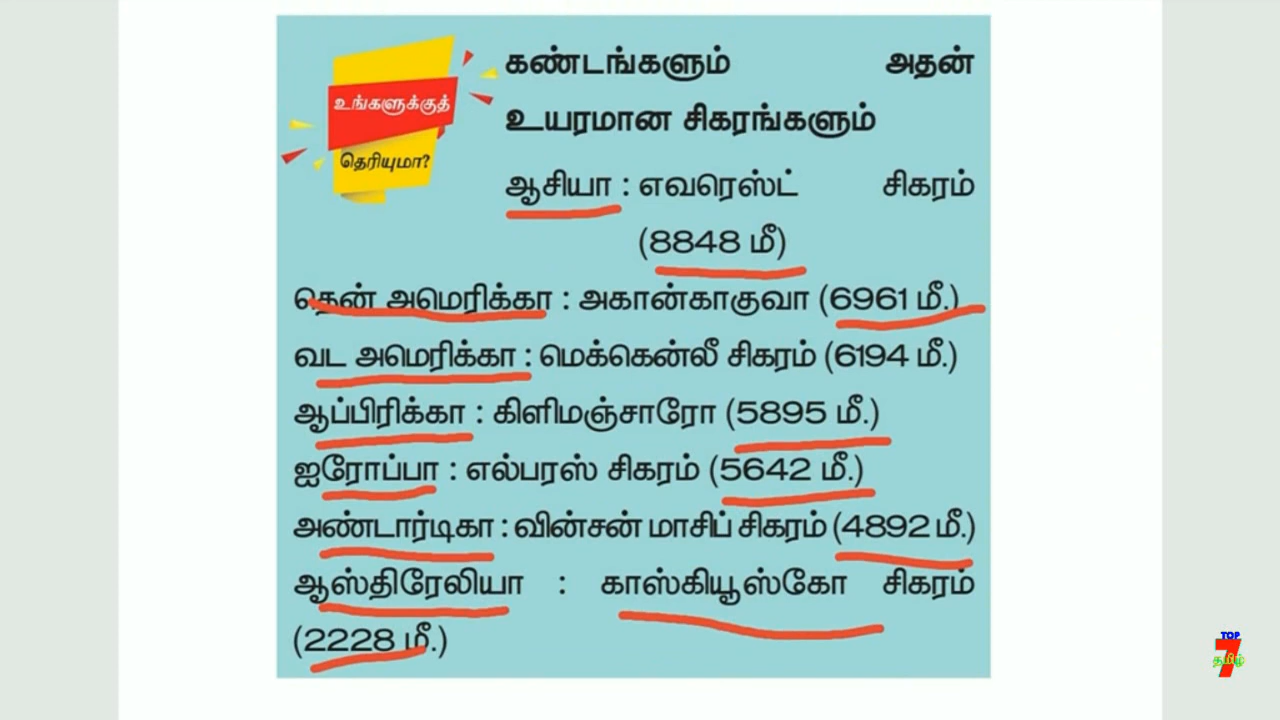 உங்களுக்குத்
தெரியுமா?
கண்டங்களும் அதன்
உயரமான சிகரங்களும்
ஆசியா : எவரெஸ்ட் சிகரம்
(8848 மீ)
தென் அமெரிக்கா : அகான்காகுவா (6961 மீ.)
வட அமெரிக்கா : மெக்கென்லீ சிகரம் (6194 மீ.)
ஆப்பிரிக்கா : கிளிமஞ்சாரோ (5895 மீ.)
ஐரோப்பா : எல்பரஸ் சிகரம் (5642 மீ.)
அண்டார்டிகா : வின்சன் மாசிப் சிகரம் (4892 மீ.)
ஆஸ்திரேலியா : காஸ்கியூஸ்கோ சிகரம்
(2228 மீ.)
TOP
7
தமிழ்